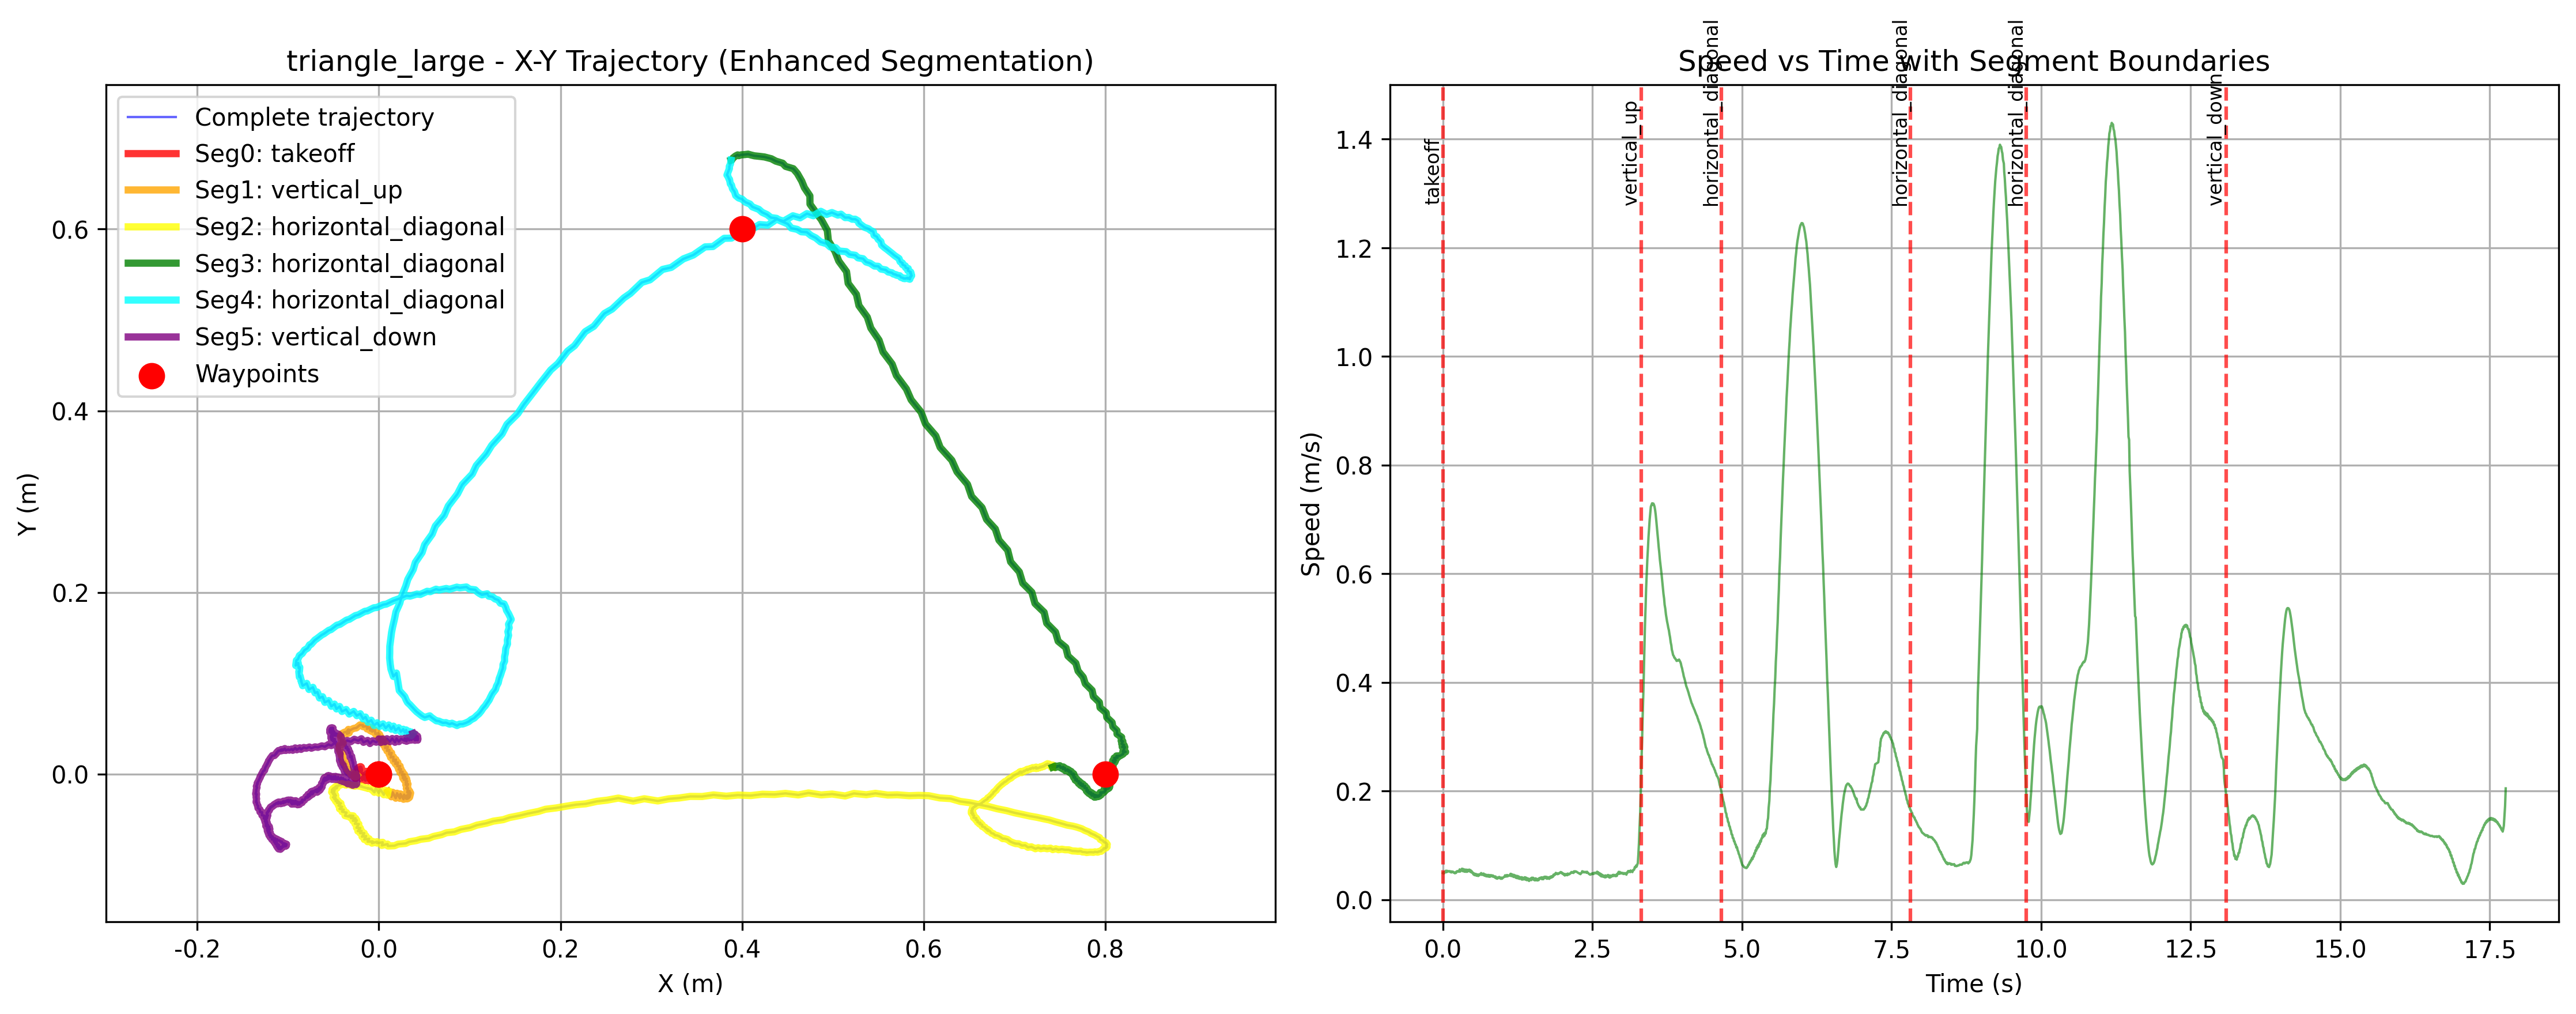 triangle_large - X-Y Trajectory (Enhanced Segmentation)
Complete trajectory
Seg0: takeoff
Seg1: vertical_up
Seg2: horizontal_diagonal
Seg3: horizontal_diagonal
Seg4: horizontal_diagonal
Seg5: vertical_down
Waypoints
Y (m)
0.6
0.4
0.2
0.0
-0.2
0.0
0.2
0.4
0.6
0.8
X (m)
Speed vs Time with Segment Boundaries
takeoff
vertical_up
horizontal_diagonal
horizontal_diagonal
horizontal_diagonal
vertical_down
Speed (m/s)
1.4
1.2
1.0
0.8
0.6
0.4
0.2
0.0
0.0
2.5
5.0
7.5
10.0
12.5
15.0
17.5
Time (s)